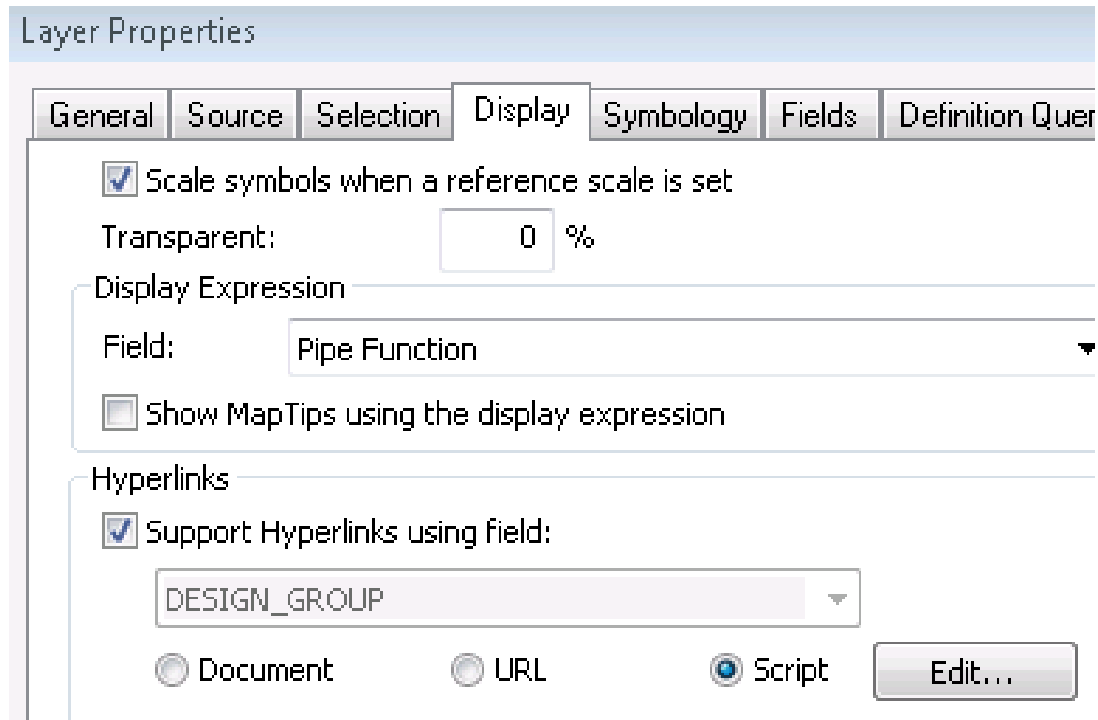 Layer Properties
General Source Selection Display Symbology Fields Definition Quer
Scale symbols when a reference scale is set
Transparent: 0 %
Display Expression
Field: Pipe Function
Show MapTips using the display expression
Hyperlinks
Support Hyperlinks using field:
DESIGN_GROUP
Document URL Script Edit...